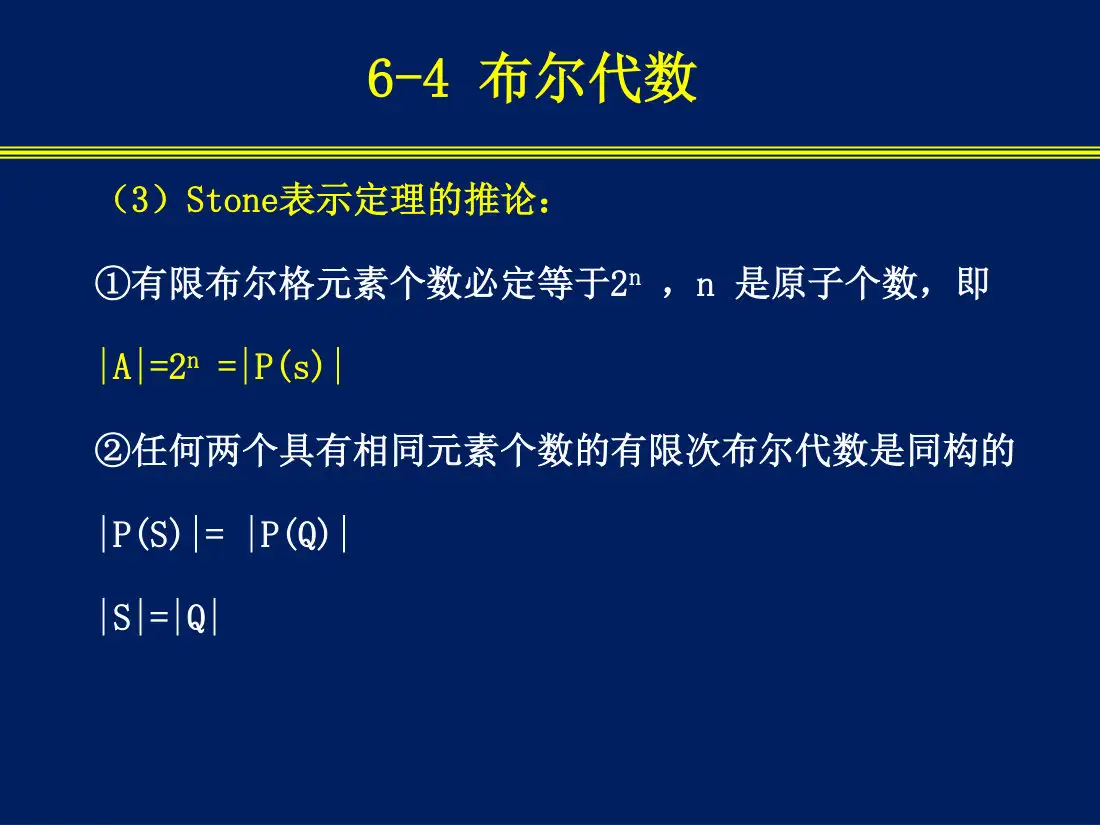 6-4 布尔代数
（3）Stone表示定理的推论：
①有限布尔格元素个数必定等于2ⁿ ，n 是原子个数，即
|A|=2ⁿ =|P(s)|
②任何两个具有相同元素个数的有限次布尔代数是同构的
|P(S)|= |P(Q)|
|S|=|Q|